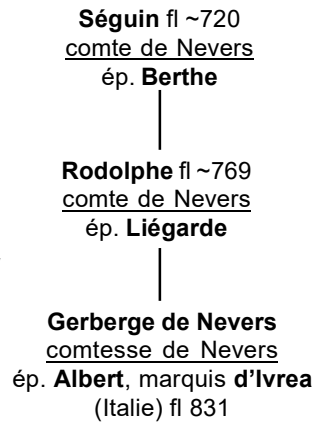 Séguin fl ~720
comte de Nevers
ép. Berthe
Rodolphe fl ~769
comte de Nevers
ép. Liégarde
Gerberge de Nevers
comtesse de Nevers
ép. Albert, marquis d'Ivrea
(Italie) fl 831